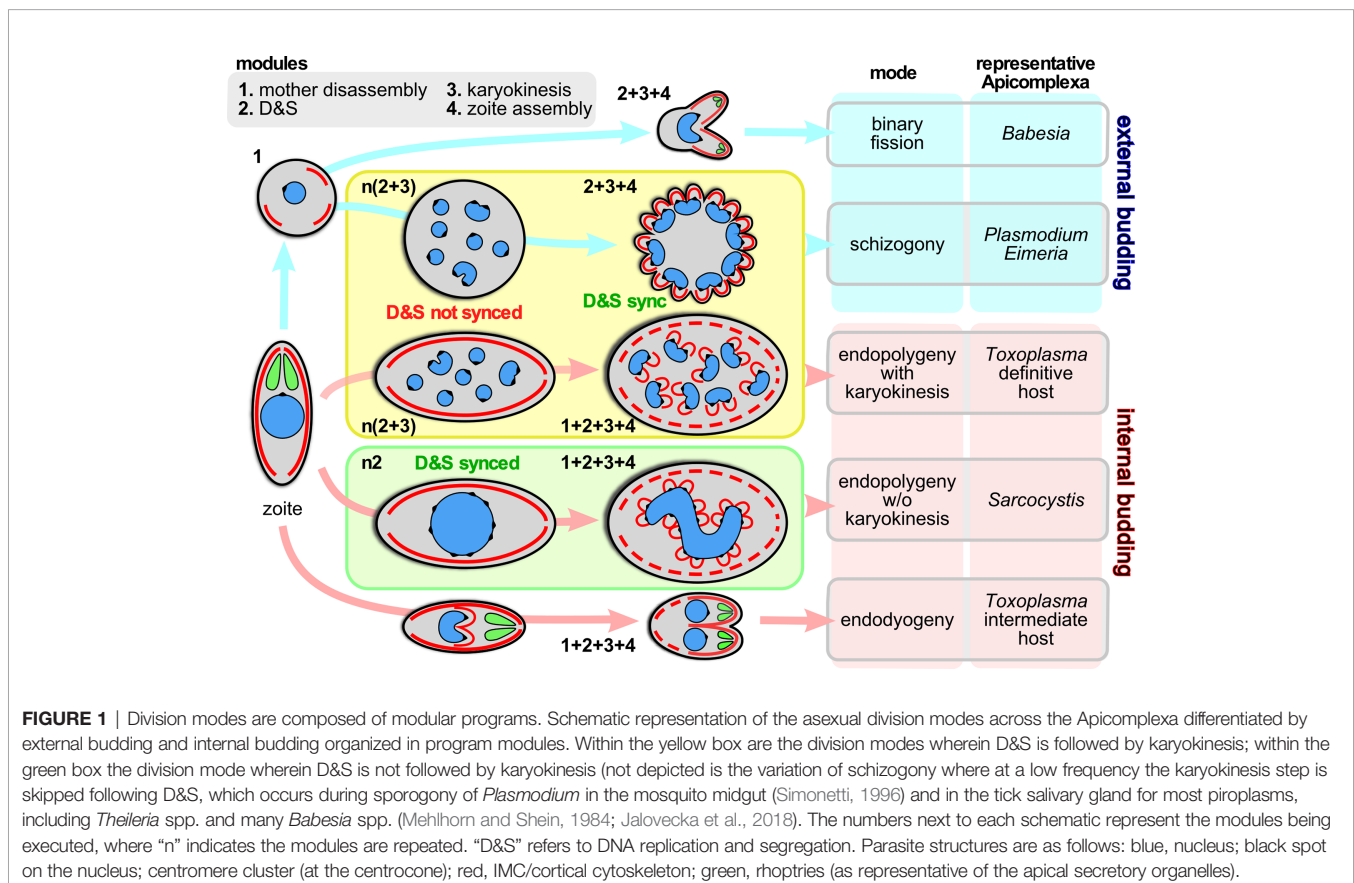 modules
1. mother disassembly
2. D&S
3. karyokinesis
4. zoite assembly
mode
representative
Apicomplexa
2+3+4
binary
fission
Babesia
1
n(2+3)
2+3+4
schizogony
Plasmodium
Eimeria
external budding
D&S not synced
D&S sync
n(2+3)
1+2+3+4
endopolygeny
with
karyokinesis
Toxoplasma
definitive
host
zoite
n2
D&S synced
1+2+3+4
endopolygeny
w/o
karyokinesis
Sarcocystis
internal budding
1+2+3+4
endodyogeny
Toxoplasma
intermediate
host
FIGURE 1 | Division modes are composed of modular programs. Schematic representation of the asexual division modes across the Apicomplexa differentiated by
external budding and internal budding organized in program modules. Within the yellow box are the division modes wherein D&S is followed by karyokinesis; within the
green box the division mode wherein D&S is not followed by karyokinesis (not depicted is the variation of schizogony where at a low frequency the karyokinesis step is
skipped following D&S, which occurs during sporogony of Plasmodium in the mosquito midgut (Simonetti, 1996) and in the tick salivary gland for most piroplasms,
including Theileria spp. and many Babesia spp. (Mehlhorn and Shein, 1984; Jalovecka et al., 2018). The numbers next to each schematic represent the modules being
executed, where “n” indicates the modules are repeated. “D&S” refers to DNA replication and segregation. Parasite structures are as follows: blue, nucleus; black spot
on the nucleus; centromere cluster (at the centrocone); red, IMC/cortical cytoskeleton; green, rhoptries (as representative of the apical secretory organelles).